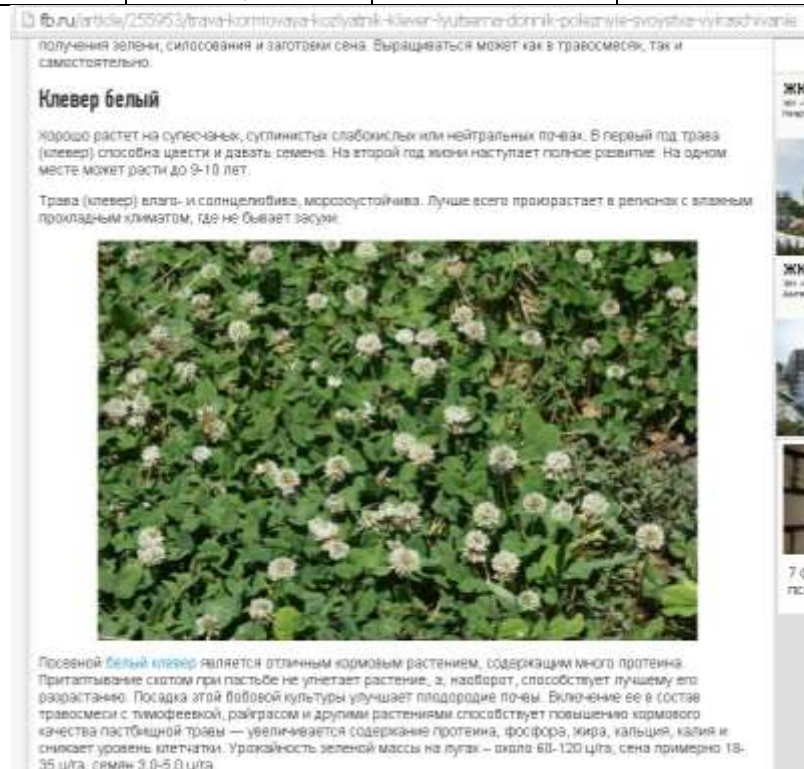 fb.ru/article/255953/trava-kormovaya-kozlyatnik-klever-lyutserna-donnik-poleznyie-svoystva-vyiraschivanie
получения зелени, силосования и заготовки сена. Выращиваться может как в травосмесях, так и
самостоятельно.
Клевер белый
Хорошо растет на супесчаных, суглинистых слабокислых или нейтральных почвах. В первый год трава
(клевер) способна цвести и давать семена. На второй год жизни наступает полное развитие. На одном
месте может расти до 9-10 лет.
Трава (клевер) влаго- и солнцелюбива, морозоустойчива. Лучше всего произрастает в регионах с влажным
прохладным климатом, где не бывает засухи.
Посевной белый клевер является отличным кормовым растением, содержащим много протеина.
Притаптывание скотом при пастьбе не угнетает растение, а, наоборот, способствует лучшему его
разрастанию. Посадка этой бобовой культуры улучшает плодородие почвы. Включение ее в состав
травосмеси с тимофеевкой, райграсом и другими растениями способствует повышению кормового
качества пастбищной травы — увеличивается содержание протеина, фосфора, жира, кальция, калия и
снижает уровень клетчатки. Урожайность зеленой массы на лугах – около 60-120 ц/га, сена примерно 18-
35 ц/га, семян 3,0-5,0 ц/га.